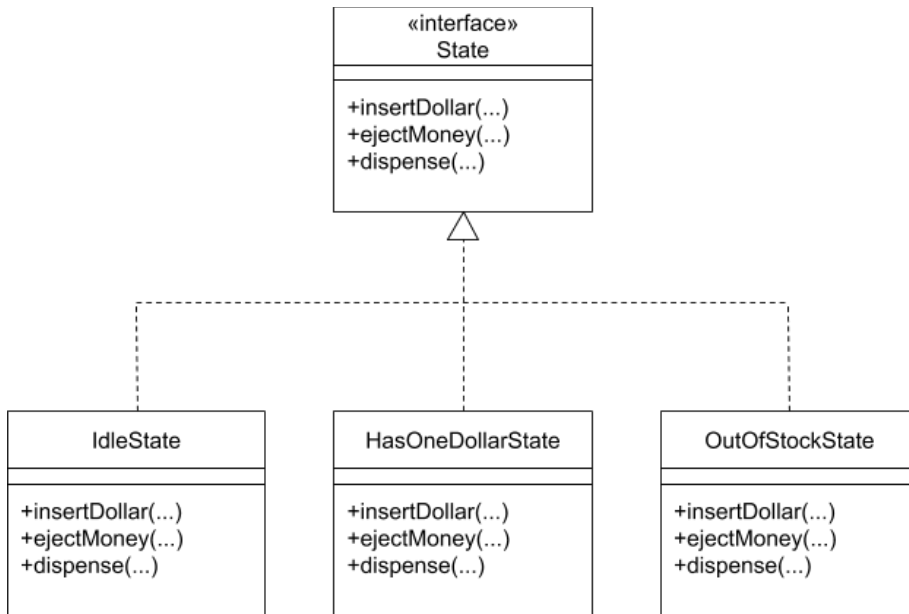 «interface»
State
+insertDollar(...)
+ejectMoney(...)
+dispense(...)
IdleState
+insertDollar(...)
+ejectMoney(...)
+dispense(...)
HasOneDollarState
+insertDollar(...)
+ejectMoney(...)
+dispense(...)
OutOfStockState
+insertDollar(...)
+ejectMoney(...)
+dispense(...)